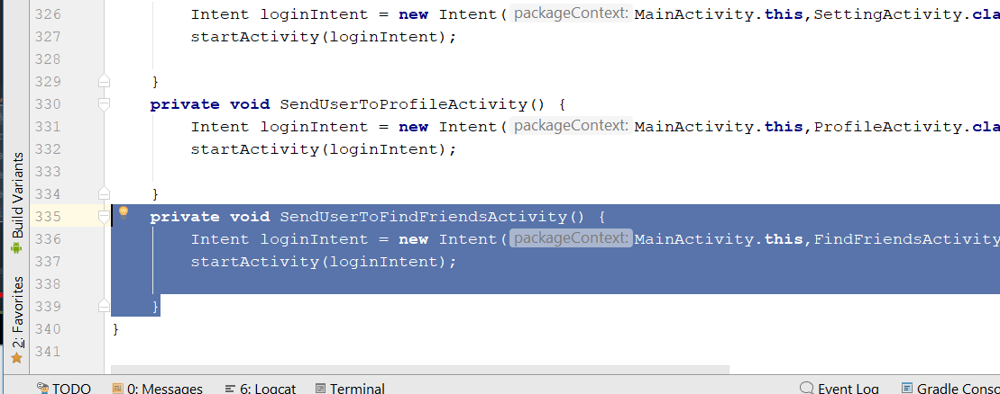 326 Intent loginIntent = new Intent( packageContext: MainActivity.this,SettingActivity.cla
327 startActivity(loginIntent);
328
329 }
330 private void SendUserToProfileActivity() {
331 Intent loginIntent = new Intent( packageContext: MainActivity.this,ProfileActivity.cla
332 startActivity(loginIntent);
333
334 }
335 private void SendUserToFindFriendsActivity() {
336 Intent loginIntent = new Intent( packageContext: MainActivity.this,FindFriendsActivity
337 startActivity(loginIntent);
338
339 }
340 }
341
Build Variants
2: Favorites
TODO 0: Messages 6: Logcat Terminal Event Log Gradle Conso